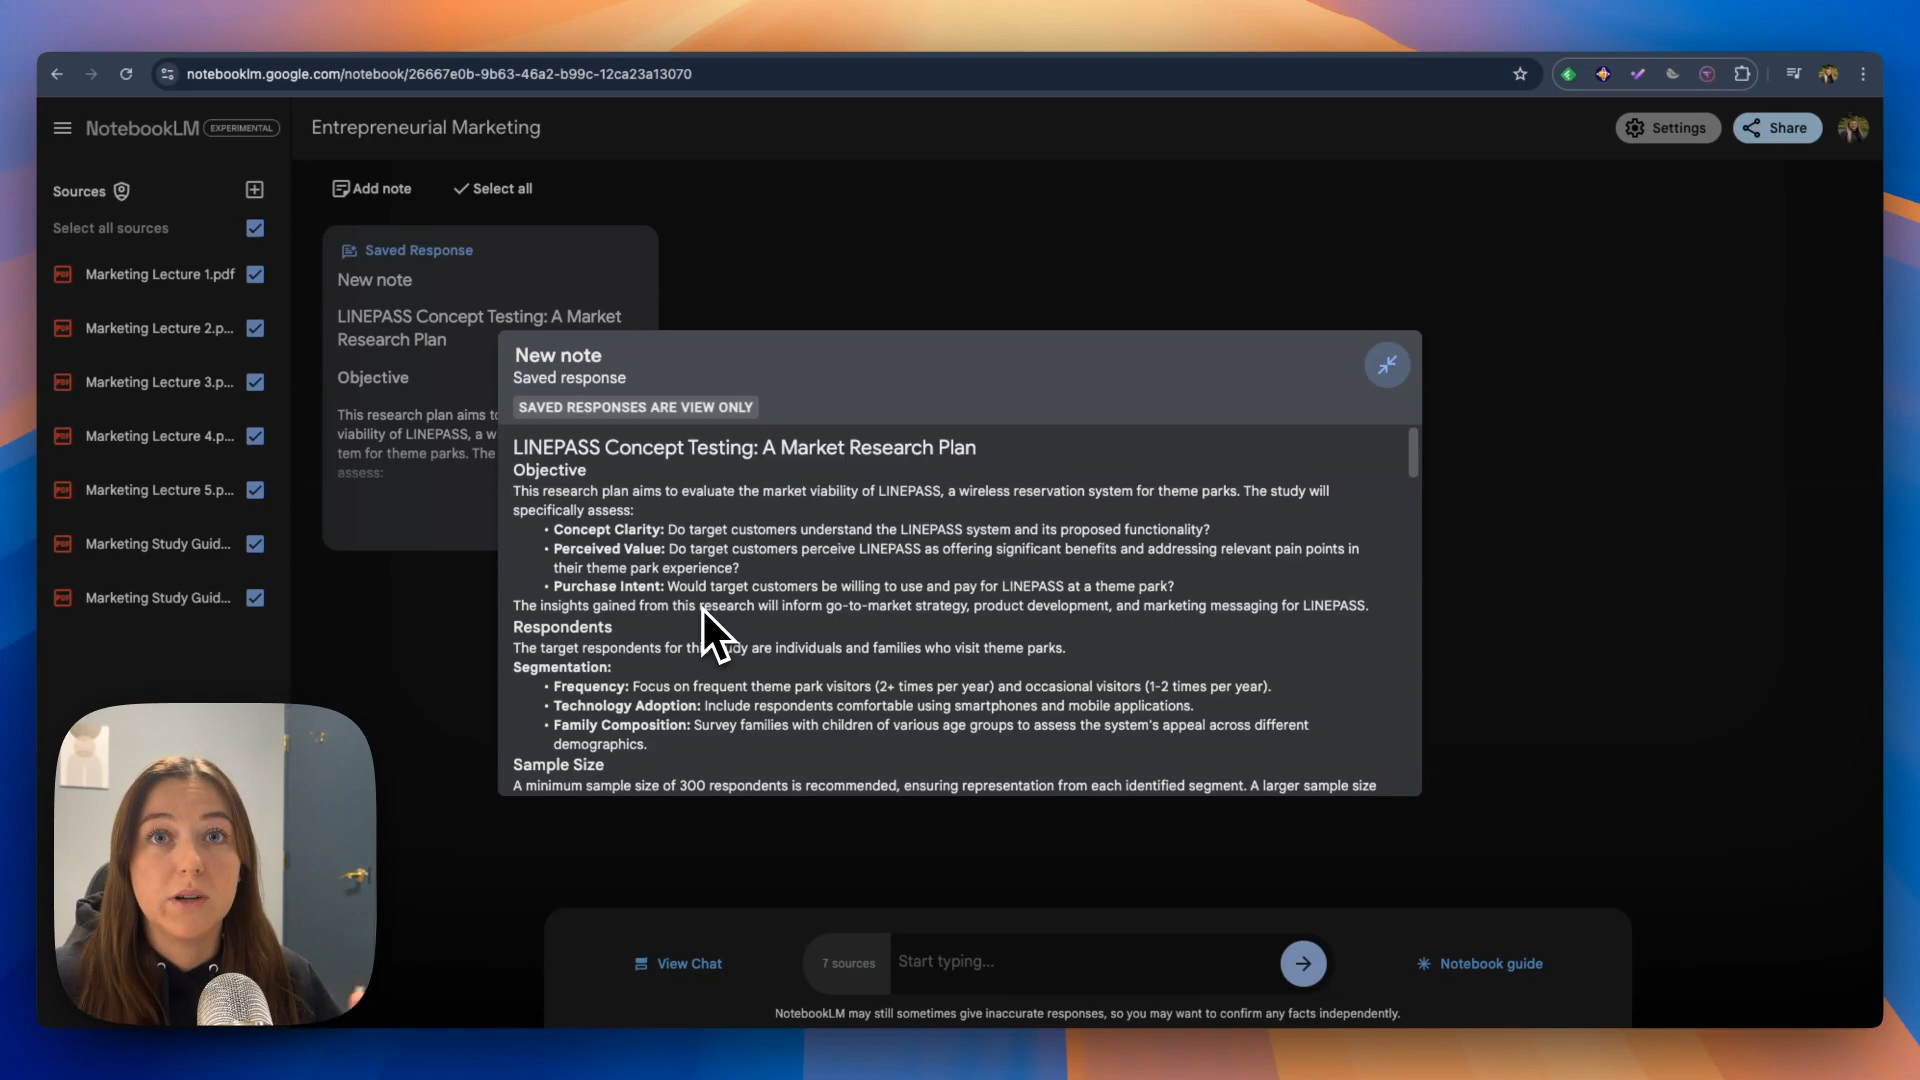 notebooklm.google.com/notebook/26667e0b-9b63-46a2-b99c-12ca23a13070
NotebookLM EXPERIMENTAL
Entrepreneurial Marketing
Settings
Share
Sources
Select all sources
Marketing Lecture 1.pdf
Marketing Lecture 2.p...
Marketing Lecture 3.p...
Marketing Lecture 4.p...
Marketing Lecture 5.p...
Marketing Study Guid...
Marketing Study Guid...
Add note
Select all
Saved Response
New note
LINEPASS Concept Testing: A Market
Research Plan
Objective
This research plan aims to
viability of LINEPASS, a w
tem for theme parks. The
assess:
New note
Saved response
SAVED RESPONSES ARE VIEW ONLY
LINEPASS Concept Testing: A Market Research Plan
Objective
This research plan aims to evaluate the market viability of LINEPASS, a wireless reservation system for theme parks. The study will
specifically assess:
• Concept Clarity: Do target customers understand the LINEPASS system and its proposed functionality?
• Perceived Value: Do target customers perceive LINEPASS as offering significant benefits and addressing relevant pain points in
their theme park experience?
• Purchase Intent: Would target customers be willing to use and pay for LINEPASS at a theme park?
The insights gained from this research will inform go-to-market strategy, product development, and marketing messaging for LINEPASS.
Respondents
The target respondents for this study are individuals and families who visit theme parks.
Segmentation:
• Frequency: Focus on frequent theme park visitors (2+ times per year) and occasional visitors (1-2 times per year).
• Technology Adoption: Include respondents comfortable using smartphones and mobile applications.
• Family Composition: Survey families with children of various age groups to assess the system's appeal across different
demographics.
Sample Size
A minimum sample size of 300 respondents is recommended, ensuring representation from each identified segment. A larger sample size
View Chat
7 sources
Start typing...
Notebook guide
NotebookLM may still sometimes give inaccurate responses, so you may want to confirm any facts independently.